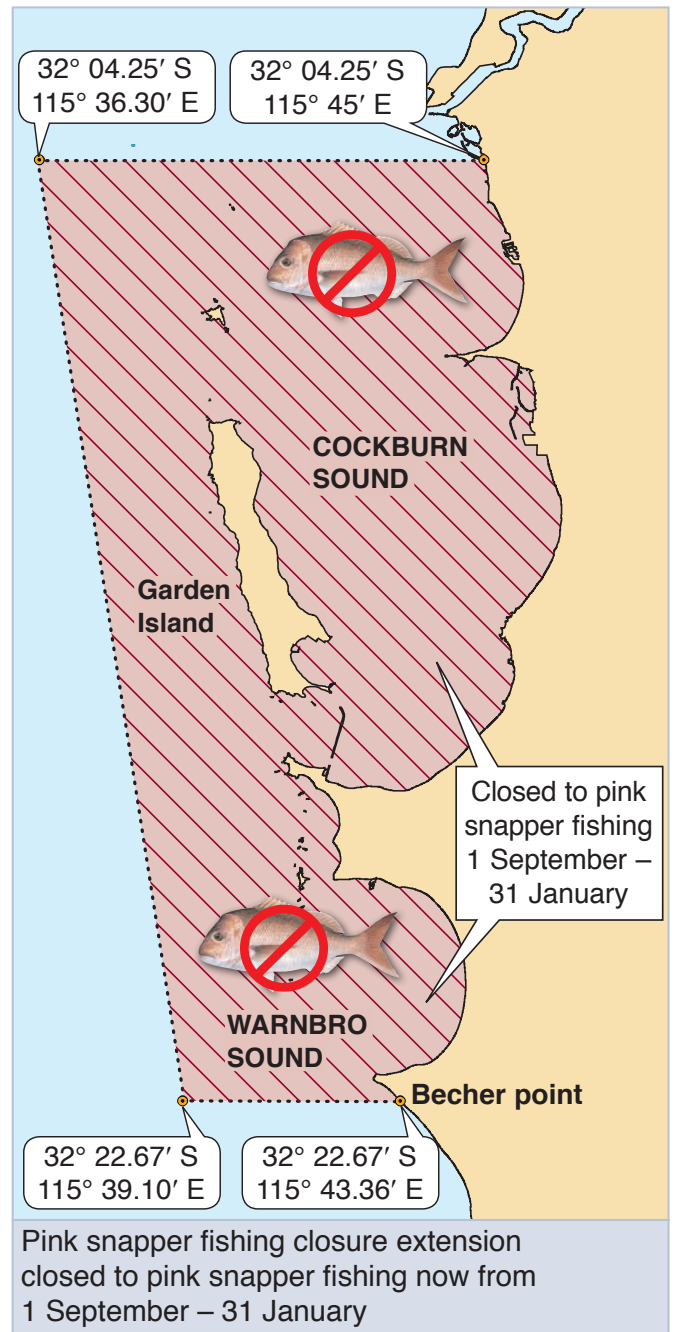 32° 04.25′ S
115° 36.30′ E
32° 04.25′ S
115° 45′ E
COCKBURN
SOUND
Garden
Island
Closed to pink
snapper fishing
1 September –
31 January
WARNBRO
SOUND
Becher point
32° 22.67′ S
115° 39.10′ E
32° 22.67′ S
115° 43.36′ E
Pink snapper fishing closure extension
closed to pink snapper fishing now from
1 September – 31 January